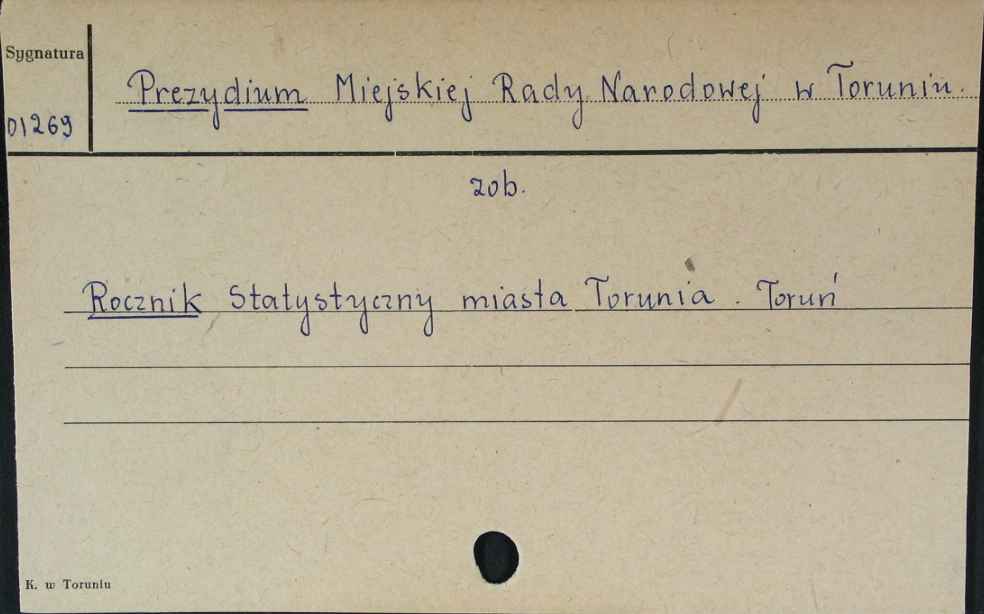 Sygnatura
Prezydium Miejskiej Rady Narodowej w Toruniu.
01269
zob.
Rocznik statystyczny miasta Torunia. Toruń
K. w Toruniu